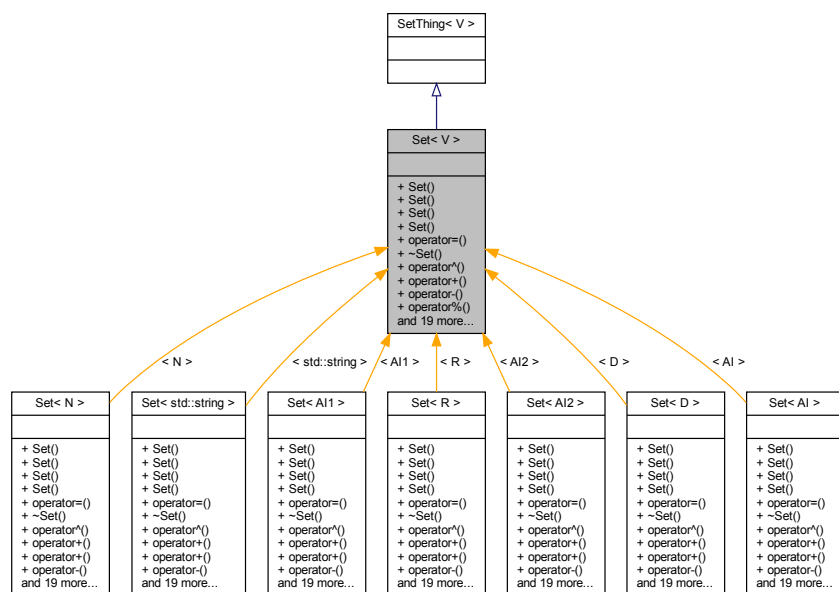 SetThing< V >
Set< V >
+ Set()
+ Set()
+ Set()
+ Set()
+ operator=()
+ ~Set()
+ operator^()
+ operator+()
+ operator-()
+ operator%()
and 19 more...
< N >
< std::string >
< AI1 >
< R >
< AI2 >
< D >
< AI >
Set< N >
+ Set()
+ Set()
+ Set()
+ Set()
+ operator=()
+ ~Set()
+ operator^()
+ operator+()
+ operator+()
+ operator-()
and 19 more...
Set< std::string >
+ Set()
+ Set()
+ Set()
+ Set()
+ operator=()
+ ~Set()
+ operator^()
+ operator+()
+ operator+()
+ operator-()
and 19 more...
Set< AI1 >
+ Set()
+ Set()
+ Set()
+ Set()
+ operator=()
+ ~Set()
+ operator^()
+ operator+()
+ operator+()
+ operator-()
and 19 more...
Set< R >
+ Set()
+ Set()
+ Set()
+ Set()
+ operator=()
+ ~Set()
+ operator^()
+ operator+()
+ operator+()
+ operator-()
and 19 more...
Set< AI2 >
+ Set()
+ Set()
+ Set()
+ Set()
+ operator=()
+ ~Set()
+ operator^()
+ operator+()
+ operator+()
+ operator-()
and 19 more...
Set< D >
+ Set()
+ Set()
+ Set()
+ Set()
+ operator=()
+ ~Set()
+ operator^()
+ operator+()
+ operator+()
+ operator-()
and 19 more...
Set< AI >
+ Set()
+ Set()
+ Set()
+ Set()
+ operator=()
+ ~Set()
+ operator^()
+ operator+()
+ operator+()
+ operator-()
and 19 more...